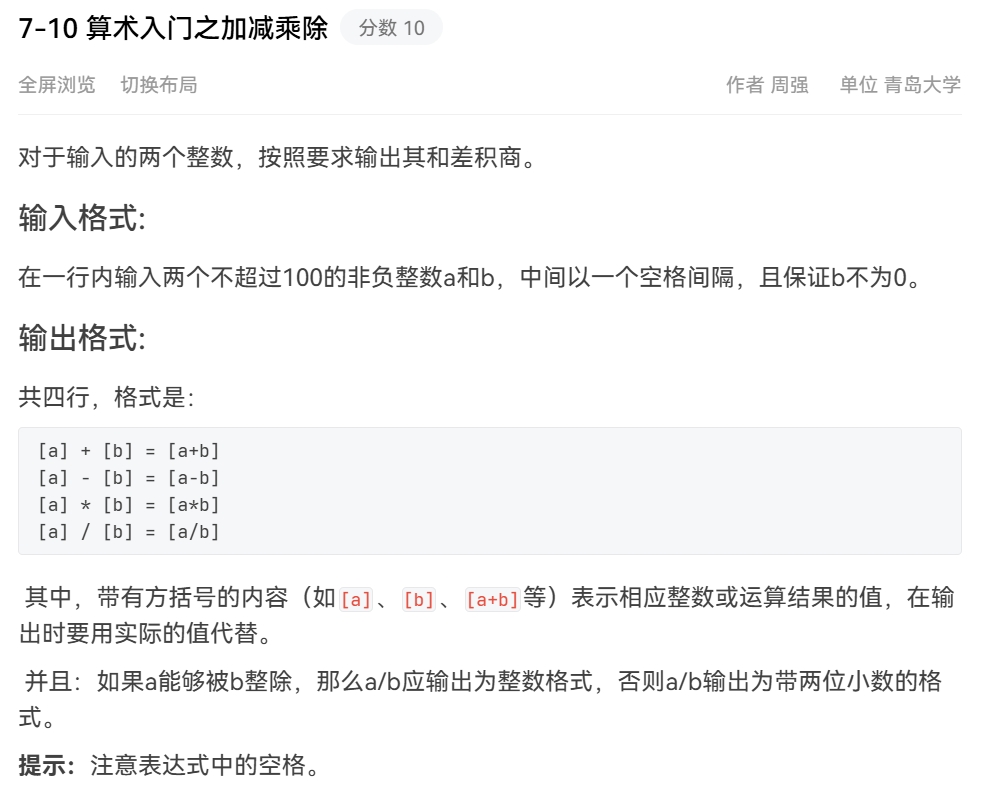 7-10 算术入门之加减乘除 分数 10
全屏浏览 切换布局 作者 周强 单位 青岛大学
对于输入的两个整数，按照要求输出其和差积商。
输入格式:
在一行内输入两个不超过100的非负整数a和b，中间以一个空格间隔，且保证b不为0。
输出格式:
共四行，格式是：
[a] + [b] = [a+b]
[a] - [b] = [a-b]
[a] * [b] = [a*b]
[a] / [b] = [a/b]
其中，带有方括号的内容（如[a]、[b]、[a+b]等）表示相应整数或运算结果的值，在输
出时要用实际的值代替。
并且：如果a能够被b整除，那么a/b应输出为整数格式，否则a/b输出为带两位小数的格
式。
提示：注意表达式中的空格。